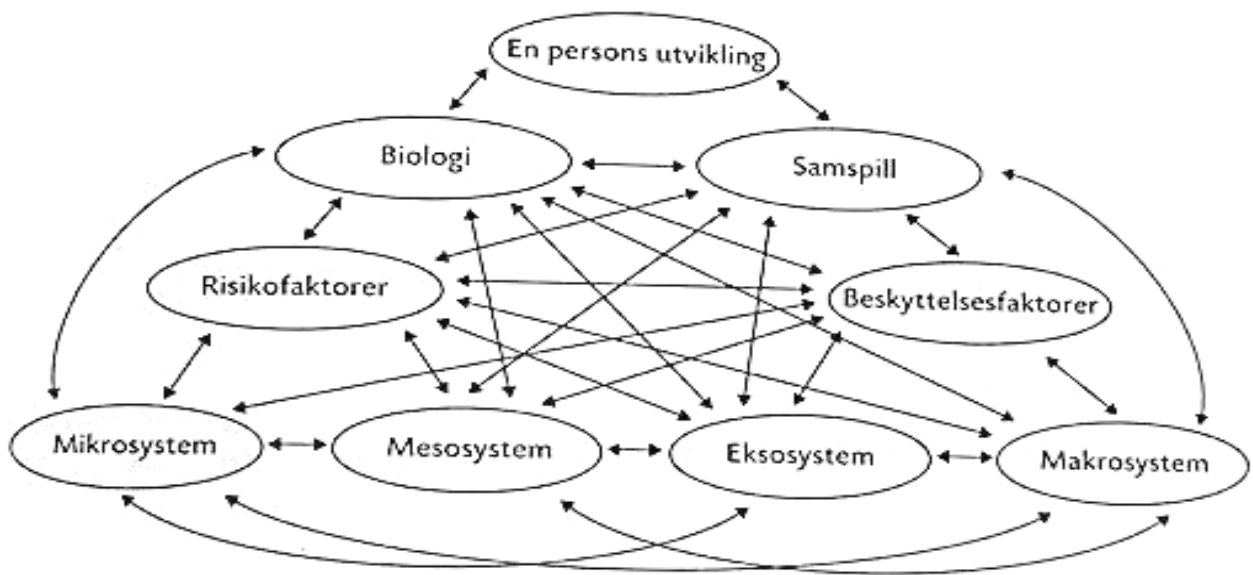 En persons utvikling
Biologi
Samspill
Risikofaktorer
Beskyttelsesfaktorer
Mikrosystem
Mesosystem
Eksosystem
Makrosystem